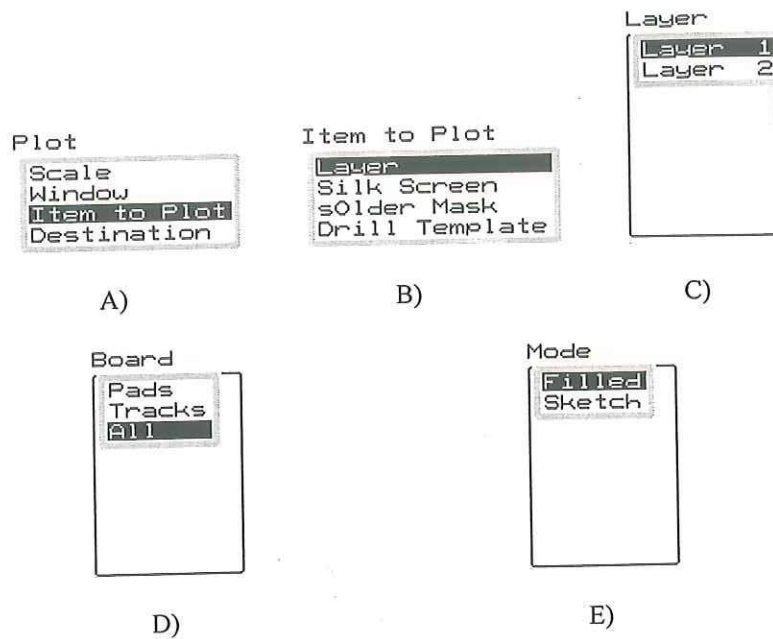 Plot
Scale
Window
Item to Plot
Destination
A)
Item to Plot
Layer
Silk Screen
sOlder Mask
Drill Template
B)
Layer
Layer 1
Layer 2
C)
Board
Pads
Tracks
All
D)
Mode
Filled
Sketch
E)